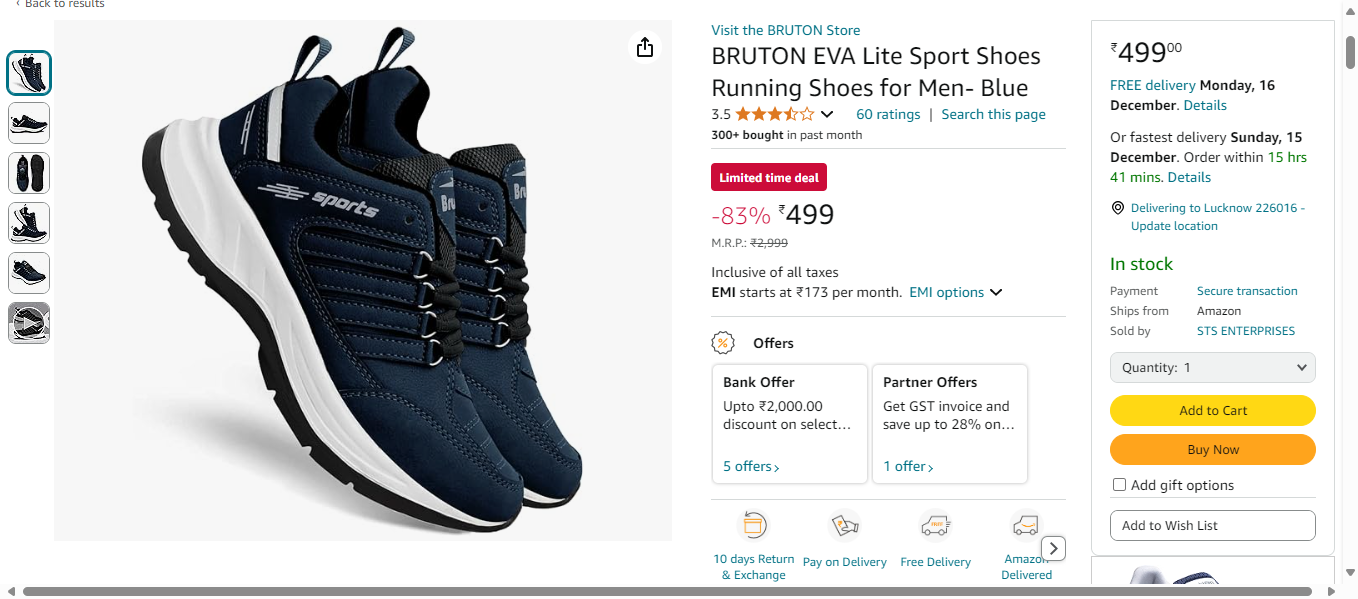 ‹ Back to results
sports
Bru
Bru
Visit the BRUTON Store
BRUTON EVA Lite Sport Shoes
Running Shoes for Men- Blue
3.5 60 ratings | Search this page
300+ bought in past month
Limited time deal
-83% ₹499
M.R.P.: ₹2,999
Inclusive of all taxes
EMI starts at ₹173 per month. EMI options
% Offers
Bank Offer
Upto ₹2,000.00
discount on select…
5 offers ›
Partner Offers
Get GST invoice and
save up to 28% on…
1 offer ›
10 days Return
& Exchange
Pay on Delivery
Free Delivery
Amazon
Delivered
₹49900
FREE delivery Monday, 16
December. Details
Or fastest delivery Sunday, 15
December. Order within 15 hrs
41 mins. Details
Delivering to Lucknow 226016 -
Update location
In stock
Payment Secure transaction
Ships from Amazon
Sold by STS ENTERPRISES
Quantity: 1
Add to Cart
Buy Now
Add gift options
Add to Wish List